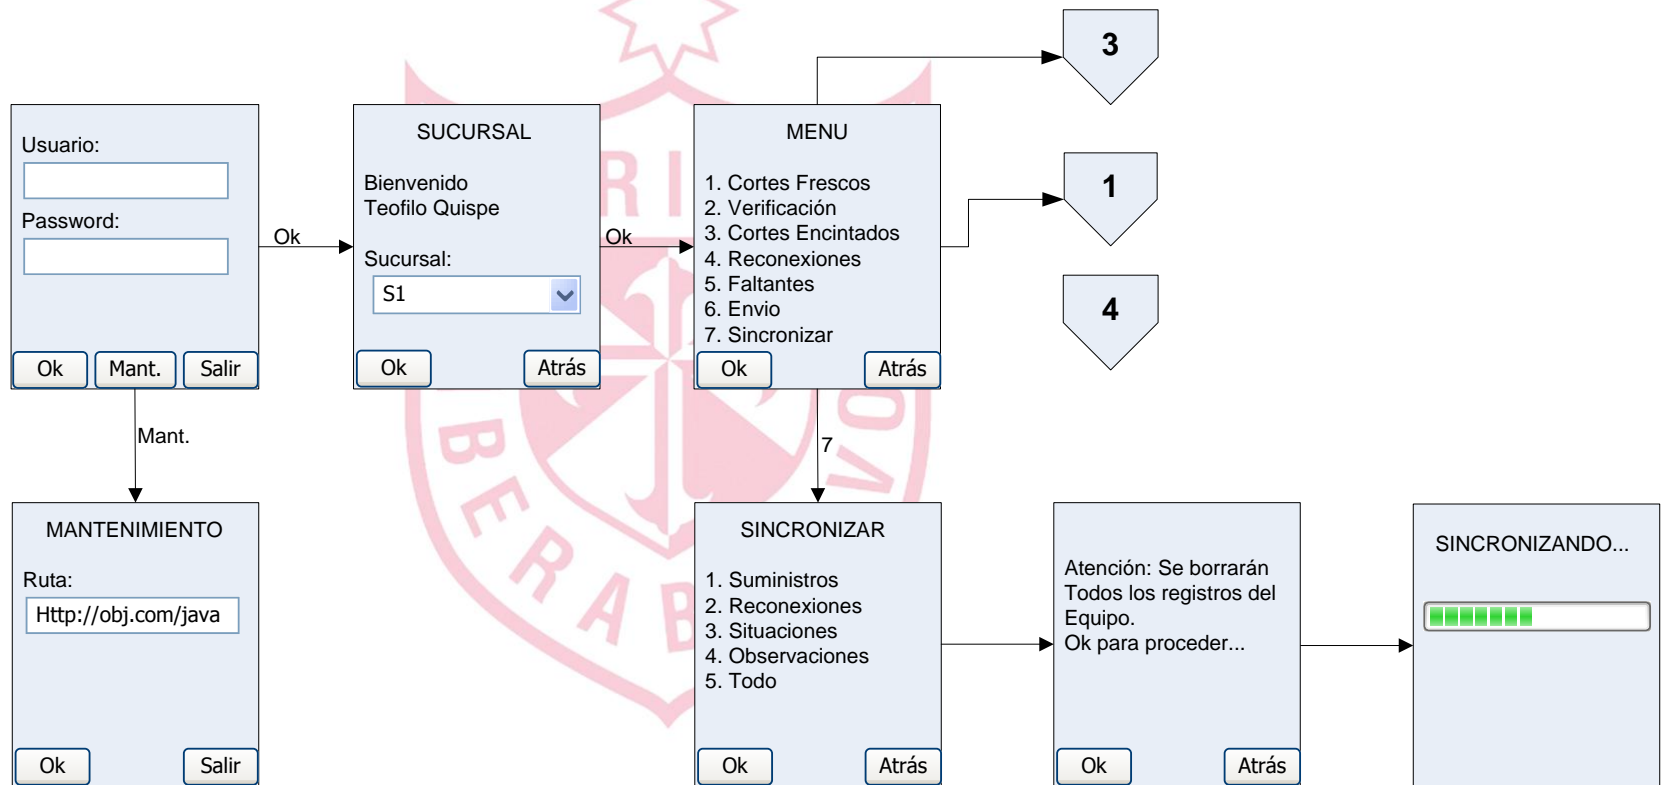 3
Usuario:
Password:
Ok
Mant.
Salir
Ok
SUCURSAL
Bienvenido
Teofilo Quispe
Sucursal:
S1
Ok
Atrás
Ok
MENU
1. Cortes Frescos
2. Verificación
3. Cortes Encintados
4. Reconexiones
5. Faltantes
6. Envio
7. Sincronizar
Ok
Atrás
1
4
Mant.
7
MANTENIMIENTO
Ruta:
Http://obj.com/java
Ok
Salir
SINCRONIZAR
1. Suministros
2. Reconexiones
3. Situaciones
4. Observaciones
5. Todo
Ok
Atrás
Atención: Se borrarán
Todos los registros del
Equipo.
Ok para proceder...
Ok
Atrás
SINCRONIZANDO...